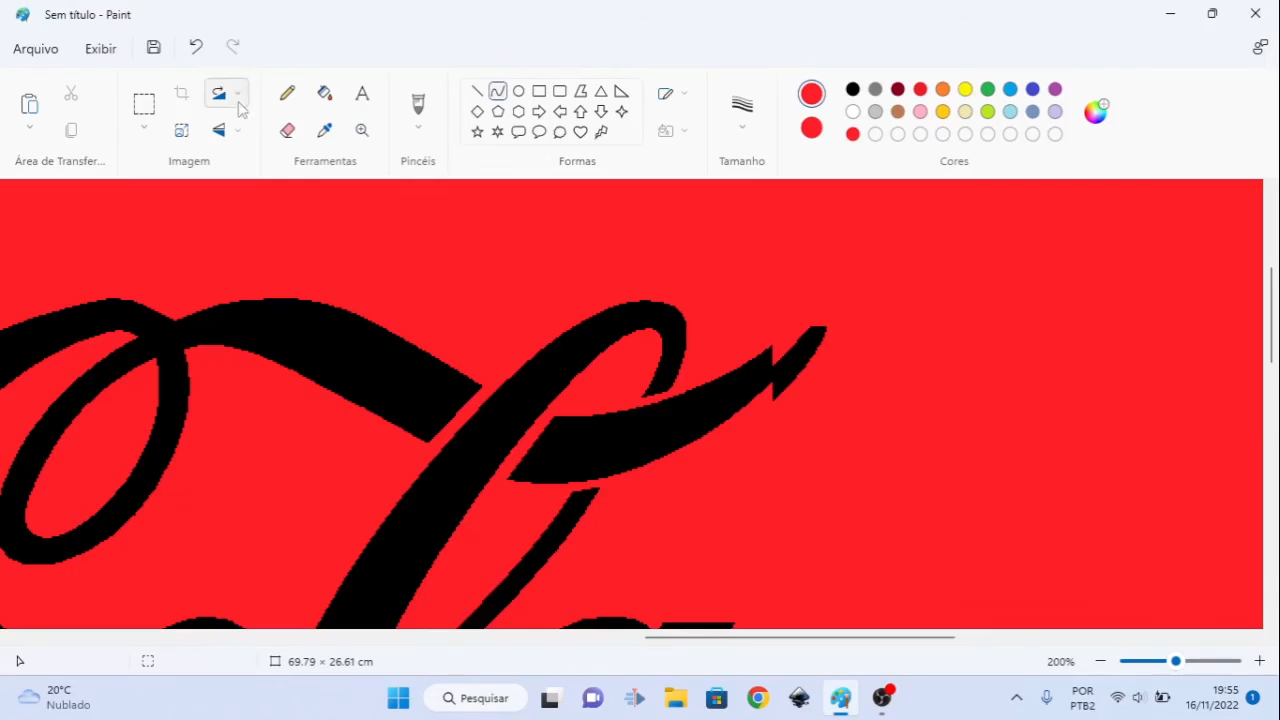 Sem título - Paint
Arquivo
Exibir
Área de Transfer...
Imagem
Ferramentas
Pincéis
Formas
Tamanho
Cores
69.79 × 26.61 cm
200%
20°C
Nublado
Pesquisar
POR
PTB2
19:55
16/11/2022
1